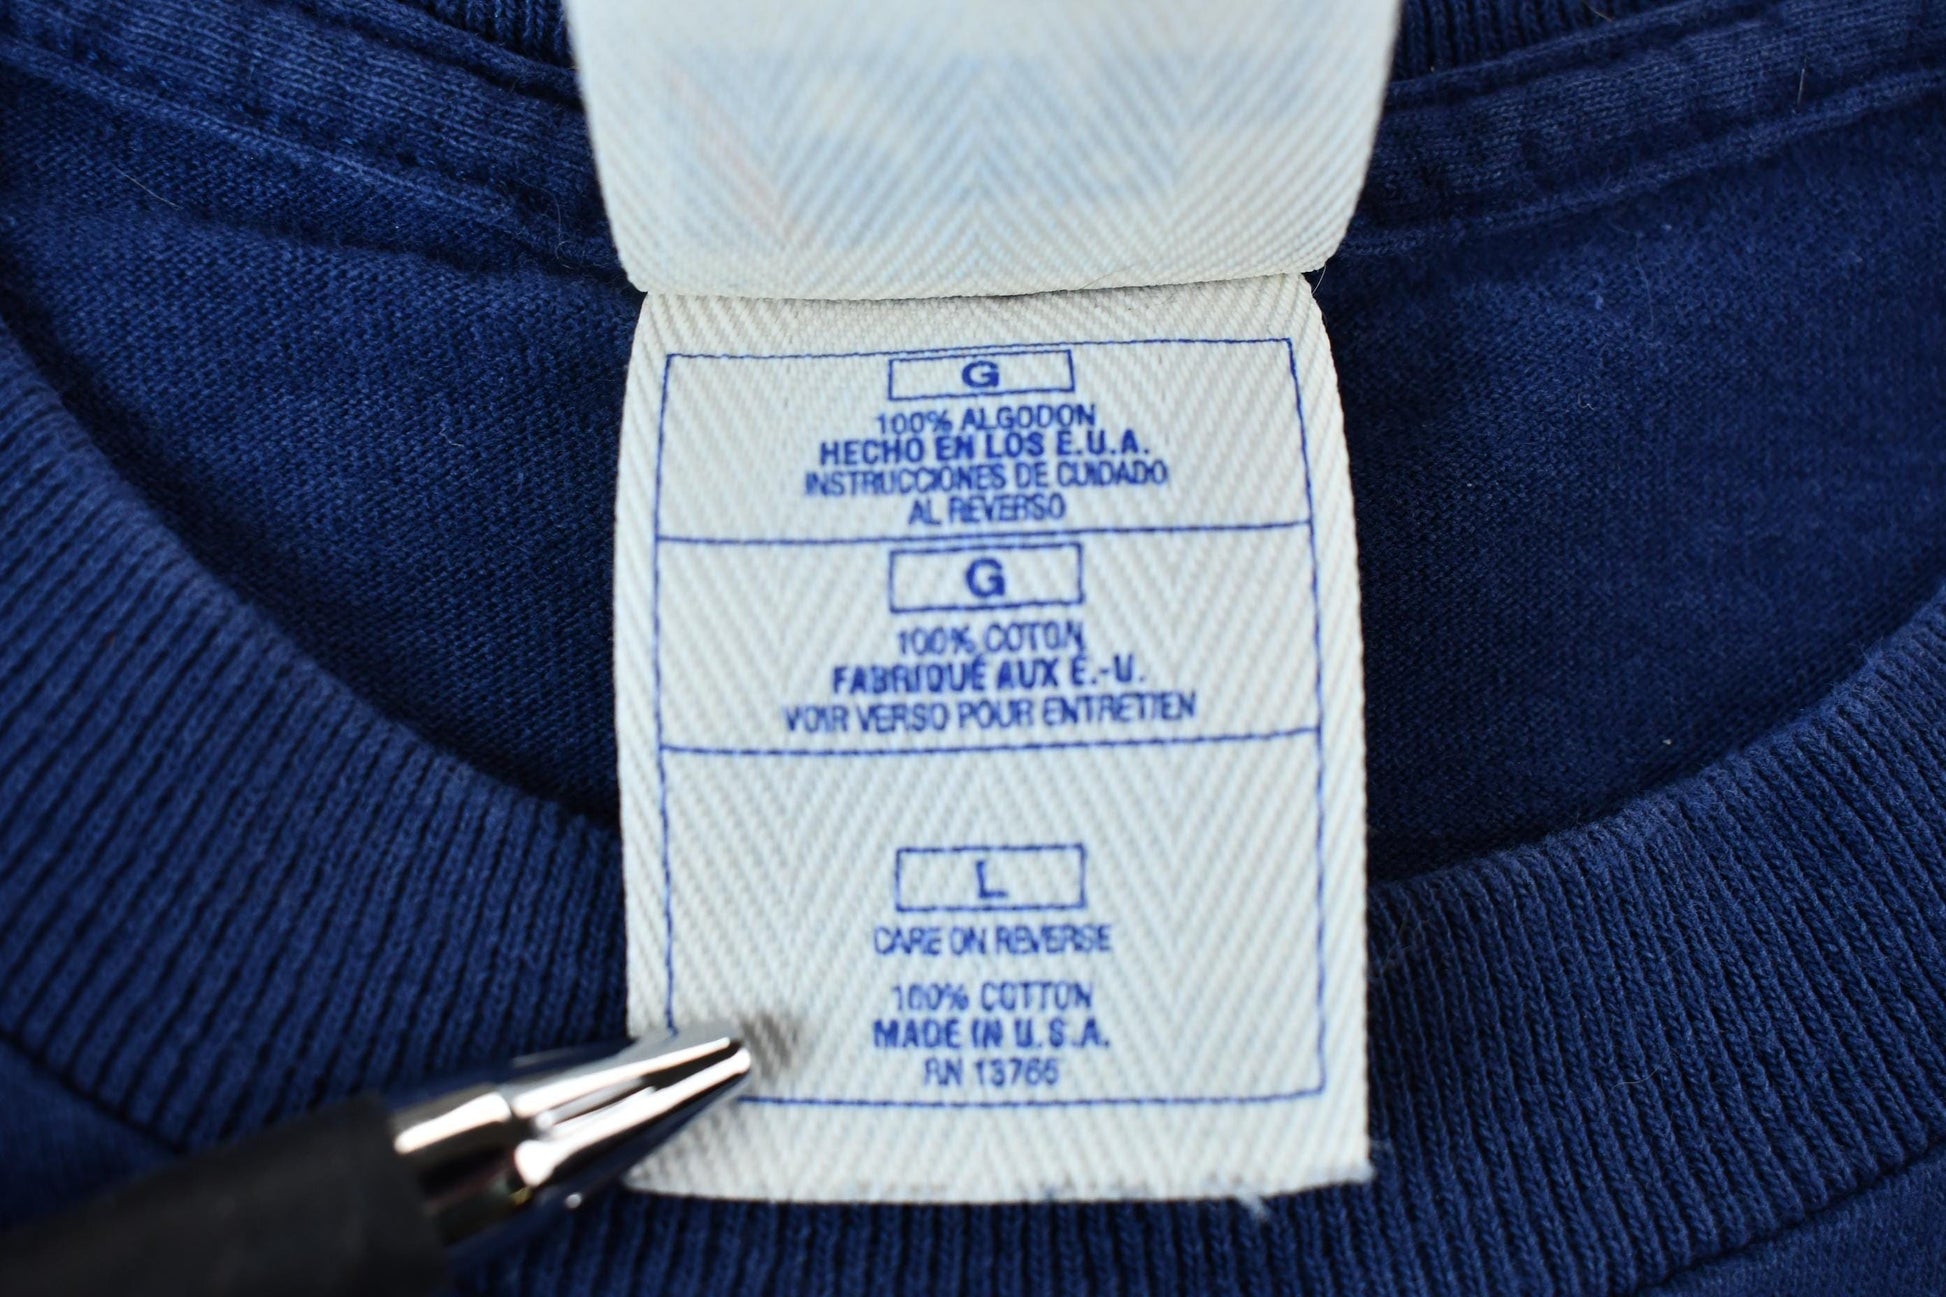 G
100% ALGODON
HECHO EN LOS E.U.A.
INSTRUCCIONES DE CUIDADO
AL REVERSO
G
100% COTON
FABRIQUÉ AUX É.-U.
VOIR VERSO POUR ENTRETIEN
L
CARE ON REVERSE
100% COTTON
MADE IN U.S.A.
RN 13765